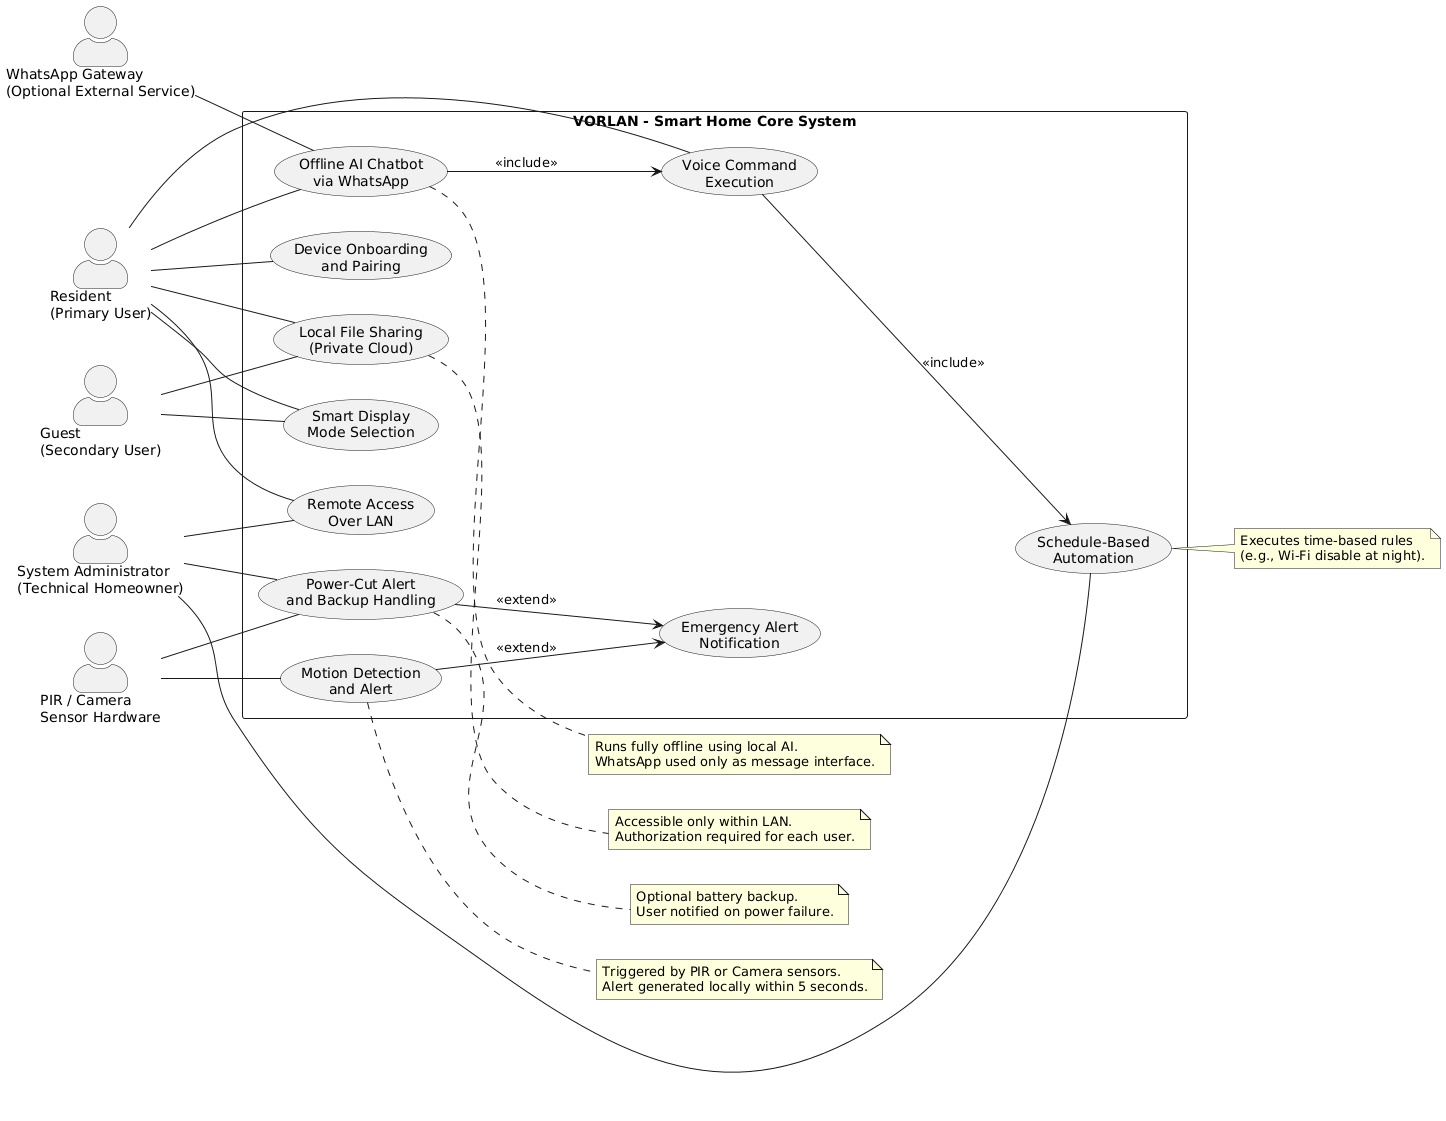 WhatsApp Gateway
(Optional External Service)
VORLAN - Smart Home Core System
Offline AI Chatbot
via WhatsApp
«include»
Voice Command
Execution
Resident
(Primary User)
Device Onboarding
and Pairing
Local File Sharing
(Private Cloud)
«include»
Guest
(Secondary User)
Smart Display
Mode Selection
Remote Access
Over LAN
System Administrator
(Technical Homeowner)
Schedule-Based
Automation
Executes time-based rules
(e.g., Wi-Fi disable at night).
Power-Cut Alert
and Backup Handling
«extend»
Emergency Alert
Notification
«extend»
PIR / Camera
Sensor Hardware
Motion Detection
and Alert
Runs fully offline using local AI.
WhatsApp used only as message interface.
Accessible only within LAN.
Authorization required for each user.
Optional battery backup.
User notified on power failure.
Triggered by PIR or Camera sensors.
Alert generated locally within 5 seconds.